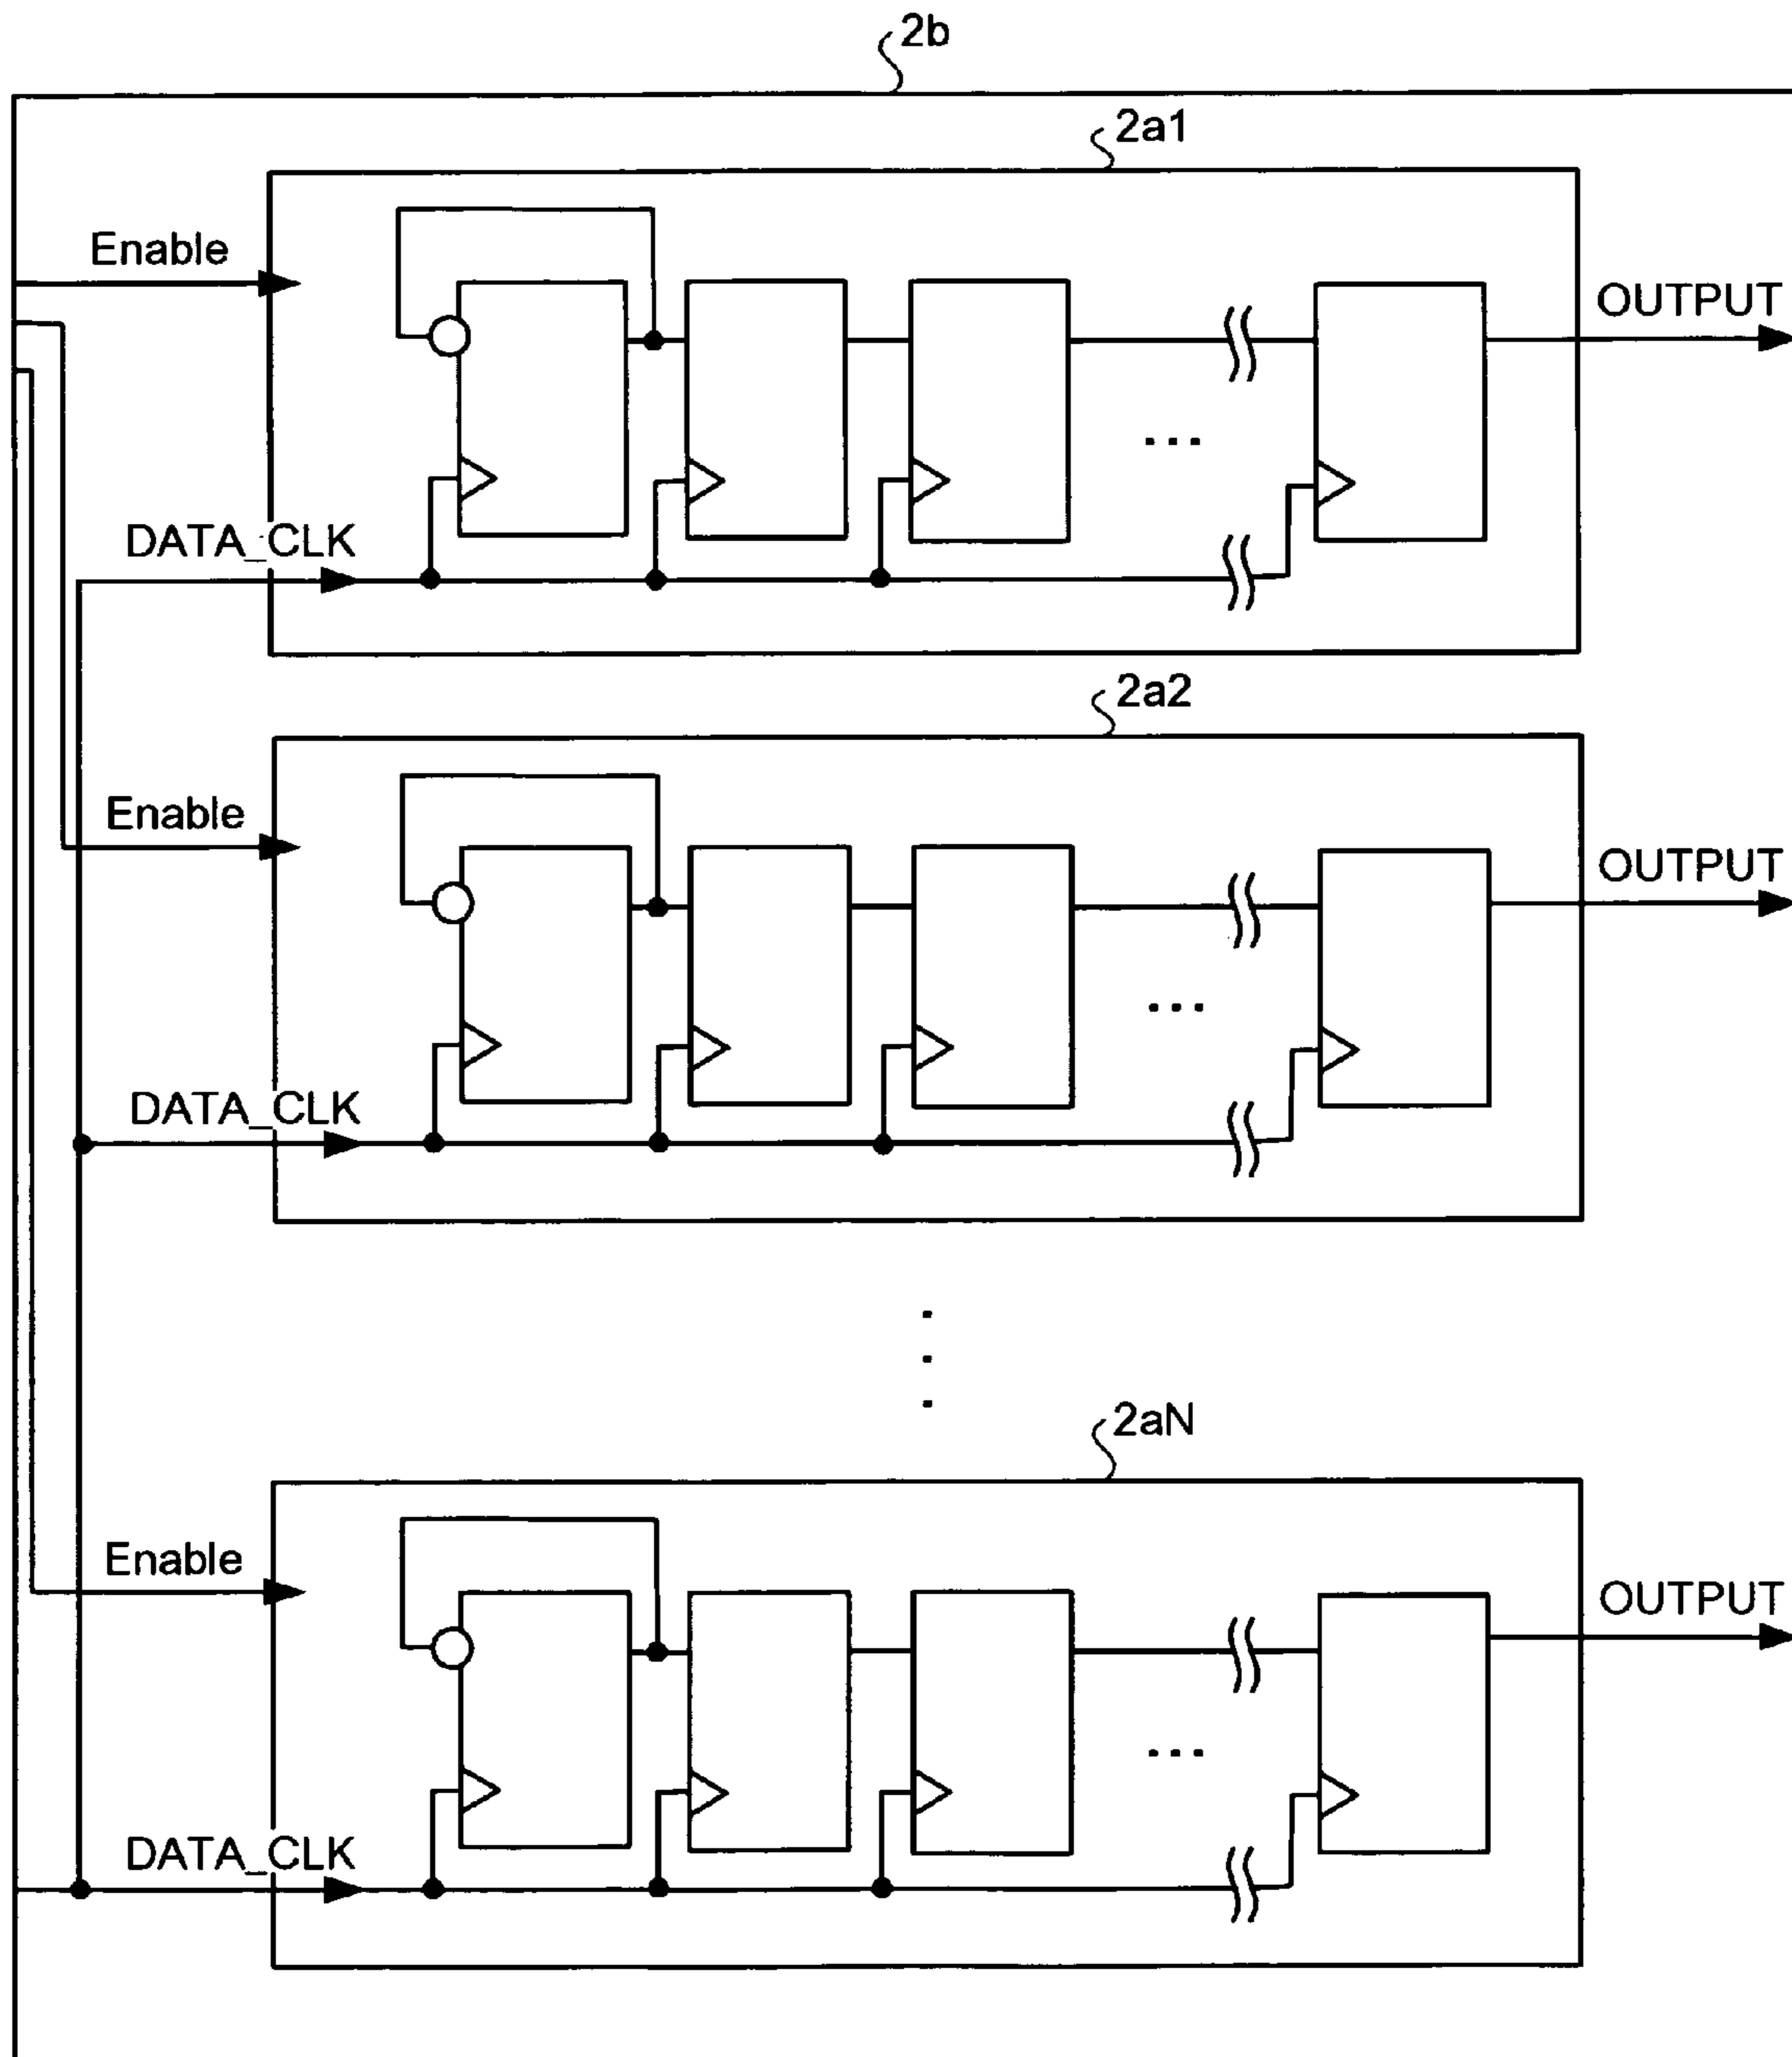 2b
2a1
Enable
OUTPUT
...
DATA_CLK
2a2
Enable
OUTPUT
...
DATA_CLK
2aN
Enable
OUTPUT
...
DATA_CLK